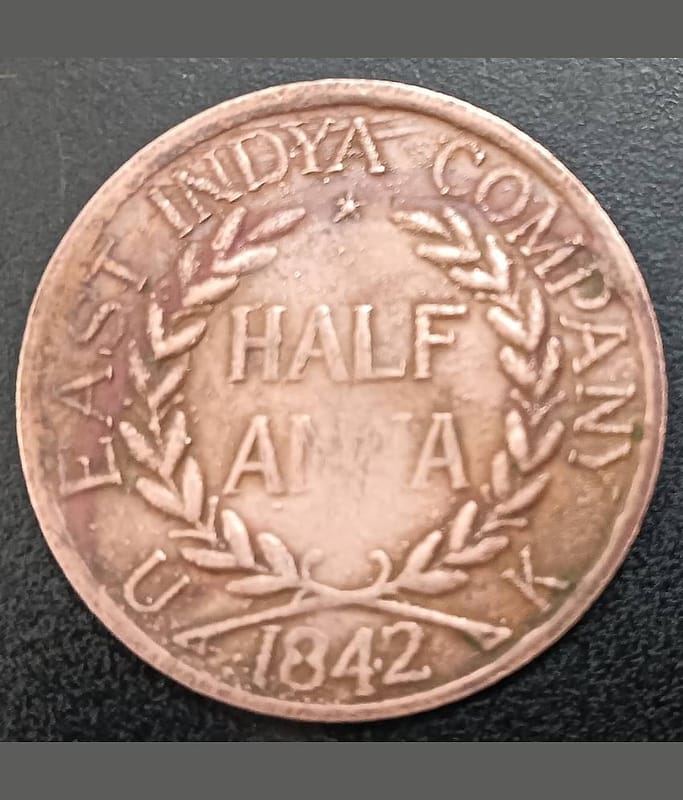 EAST INDYA COMPANY
HALF
ANNA
U K
1842